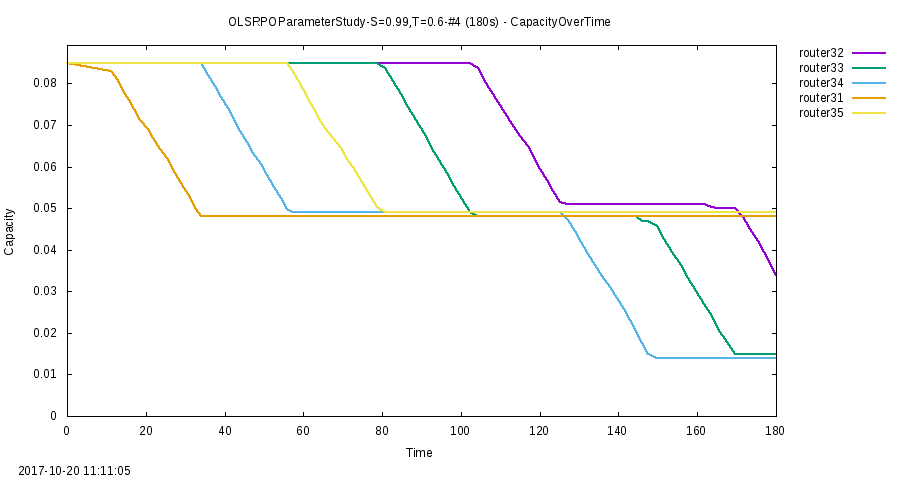 OLSRPOParameterStudy-S=0.99,T=0.6-#4 (180s) - CapacityOverTime
router32
router33
router34
router31
router35
0.08
0.07
0.06
0.05
0.04
0.03
0.02
0.01
0
Capacity
0 20 40 60 80 100 120 140 160 180
Time
2017-10-20 11:11:05